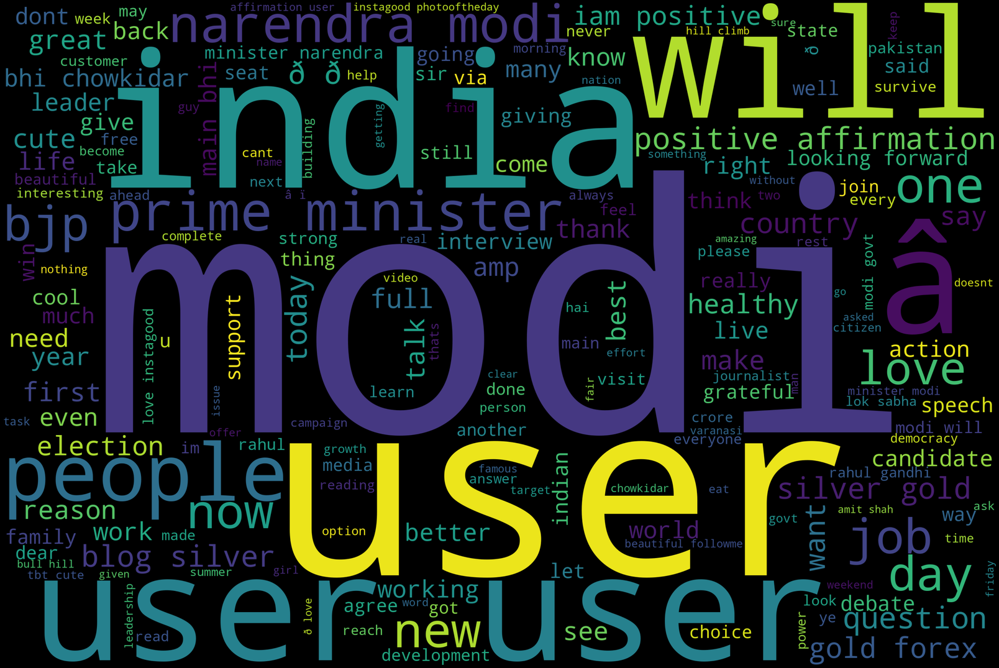 dont
week
may
affirmation user
instagood photooftheday
narendra modi
iam positive
sure
keep
will
great
back
never
hill climb
state
customer
minister narendra
going
morning
know
ð
pakistan
bhi chowkidar
main bhi
seat
ð ð
help
sir
via
many
nation
said
india
well
survive
leader
guy
getting
find
giving
give
cute
free
building
positive affirmation
become
cant
still
something
life
take
name
come
right
looking forward
beautiful
next
without
interesting
ahead
â ï
always
join
one
prime minister
think
two
every
bjp
feel
say
complete
strong
real
interview
thank
country
amazing
rest
modi govt
â
win
thing
amp
please
nothing
modi
video
really
doesnt
cool
today
full
best
go
much
love instagood
support
talk
thats
hai
healthy
asked
citizen
need
u
main
live
action
year
effort
make
love
clear
visit
journalist
man
first
issue
learn
done
fair
grateful
minister modi
lok sabha
even
person
speech
task
offer
campaign
another
crore
varanasi
modi will
everyone
election
im
rahul
democracy
people
user
growth
media
famous
indian
candidate
answer
rahul gandhi
reading
target
chowkidar
eat
silver gold
reason
now
amit shah
ask
govt
want
way
work
made
option
better
world
job
time
family
beautiful followme
dear
blog silver
bull hill
tbt cute
given
summer
girl
let
day
friday
user user
working
weekend
leadership
agree
word
got
look
debate
ð love
power
ye
question
read
reach
new
see
choice
development
gold forex